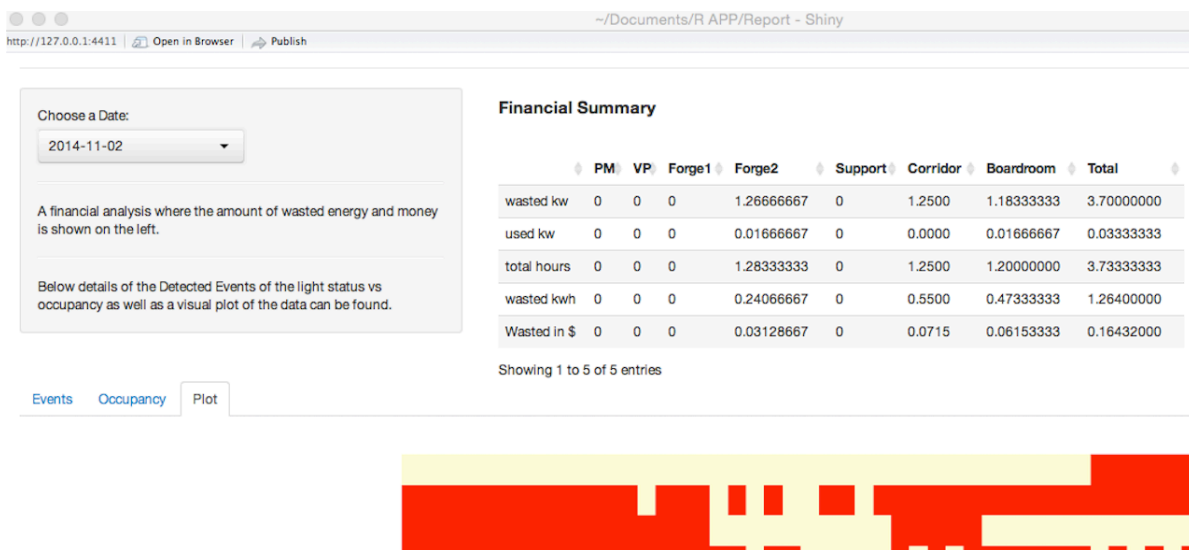 ~/Documents/R APP/Report - Shiny
http://127.0.0.1:4411 Open in Browser Publish
Choose a Date:
2014-11-02
A financial analysis where the amount of wasted energy and money
is shown on the left.
Below details of the Detected Events of the light status vs
occupancy as well as a visual plot of the data can be found.
Financial Summary
PM VP Forge1 Forge2 Support Corridor Boardroom Total
wasted kw 0 0 0 1.26666667 0 1.2500 1.18333333 3.70000000
used kw 0 0 0 0.01666667 0 0.0000 0.01666667 0.03333333
total hours 0 0 0 1.28333333 0 1.2500 1.20000000 3.73333333
wasted kwh 0 0 0 0.24066667 0 0.5500 0.47333333 1.26400000
Wasted in $ 0 0 0 0.03128667 0 0.0715 0.06153333 0.16432000
Showing 1 to 5 of 5 entries
Events Occupancy Plot